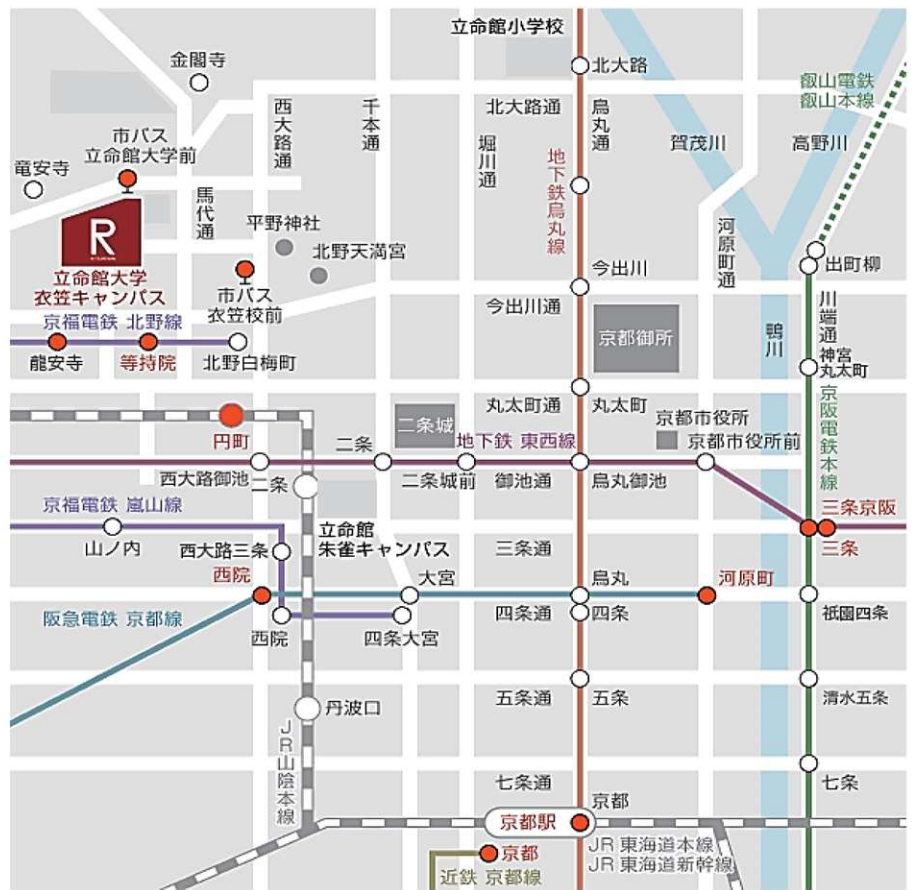 立命館小学校
金閣寺
北大路
叡山電鉄
叡山本線
市バス
立命館大学前
西大路通
千本通
北大路通
烏丸通
堀川通
賀茂川
高野川
竜安寺
馬代通
地下鉄烏丸線
R
平野神社
北野天満宮
河原町通
出町柳
立命館大学
衣笠キャンパス
市バス
衣笠校前
今出川
今出川通
川端通
京福電鉄 北野線
京都御所
鴨川
龍安寺
等持院
北野白梅町
神宮
丸太町
丸太町通
丸太町
京阪電鉄本線
円町
二条城
京都市役所
二条
地下鉄 東西線
京都市役所前
西大路御池
二条
二条城前
御池通
烏丸御池
京福電鉄 嵐山線
三条京阪
山ノ内
西大路三条
立命館
朱雀キャンパス
三条通
三条
西院
大宮
烏丸
河原町
阪急電鉄 京都線
西院
四条大宮
四条通
四条
祇園四条
五条通
五条
清水五条
丹波口
JR山陰本線
七条通
七条
京都
京都駅
JR 東海道本線
JR 東海道新幹線
京都
近鉄 京都線